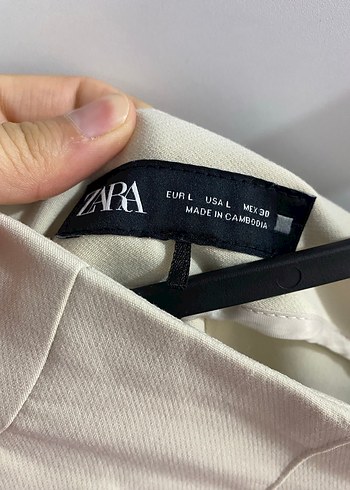 ZARA
EUR L USA L MEX 30
MADE IN CAMBODIA